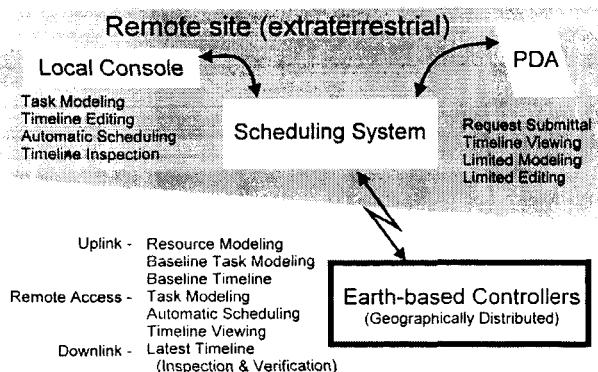 Remote site (extraterrestrial)
Local Console
PDA
Task Modeling
Timeline Editing
Automatic Scheduling
Timeline Inspection
Scheduling System
Request Submittal
Timeline Viewing
Limited Modeling
Limited Editing
Uplink - Resource Modeling
Baseline Task Modeling
Baseline Timeline
Remote Access - Task Modeling
Automatic Scheduling
Timeline Viewing
Downlink - Latest Timeline
(Inspection & Verification)
Earth-based Controllers
(Geographically Distributed)